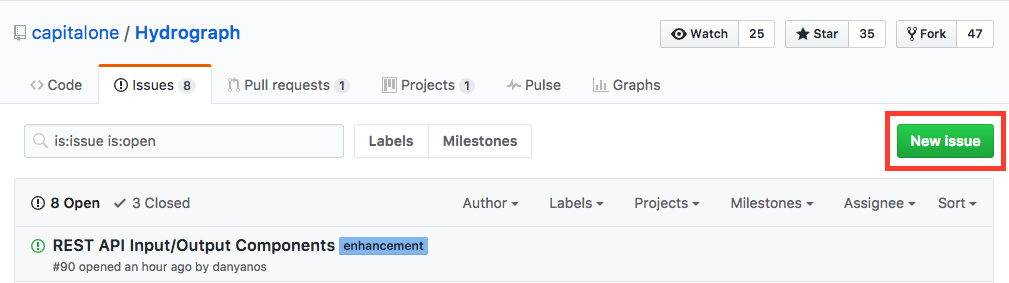 capitalone / Hydrograph
Watch 25 Star 35 Fork 47
Code Issues 8 Pull requests 1 Projects 1 Pulse Graphs
is:issue is:open Labels Milestones New issue
8 Open 3 Closed Author Labels Projects Milestones Assignee Sort
REST API Input/Output Components enhancement
#90 opened an hour ago by danyanos